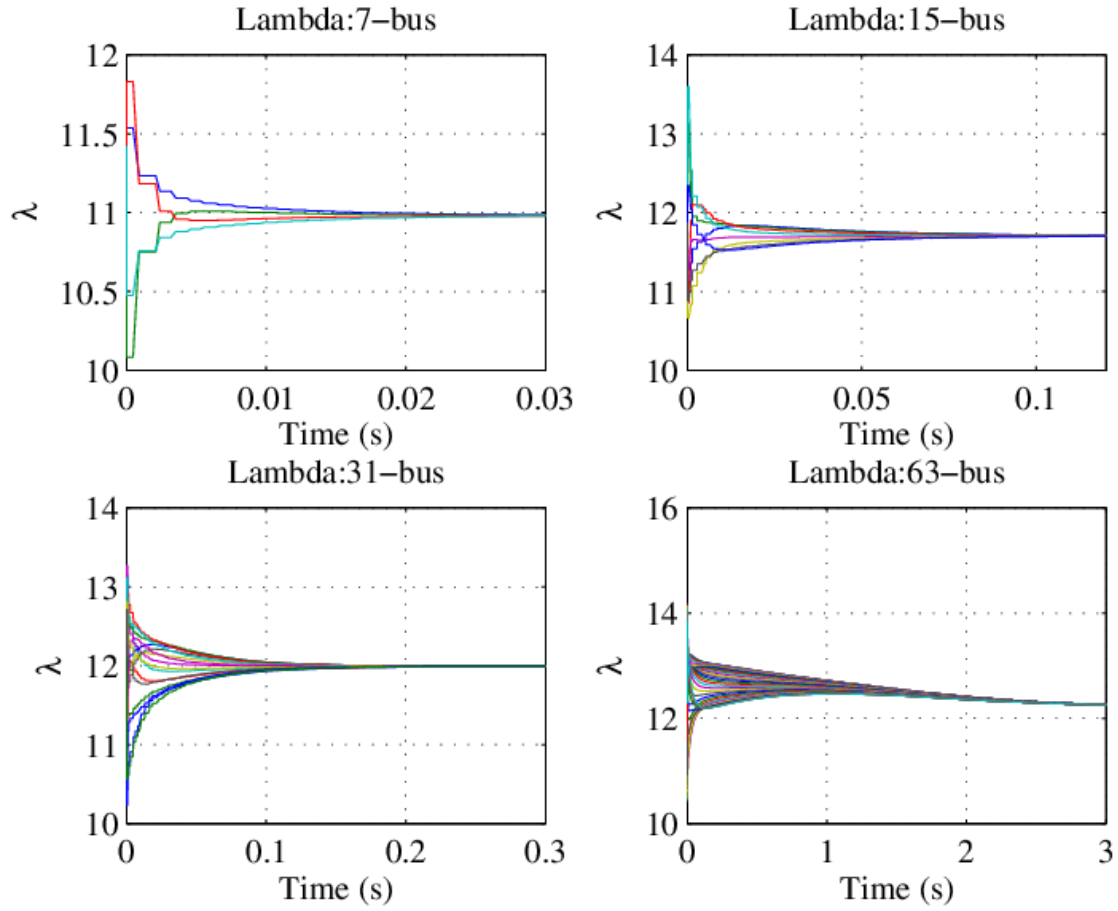 Lambda:7−bus
12
11.5
11
10.5
10
λ
0 0.01 0.02 0.03
Time (s)
Lambda:15−bus
14
13
12
11
10
λ
0 0.05 0.1
Time (s)
Lambda:31−bus
14
13
12
11
10
λ
0 0.1 0.2 0.3
Time (s)
Lambda:63−bus
16
14
12
10
λ
0 1 2 3
Time (s)